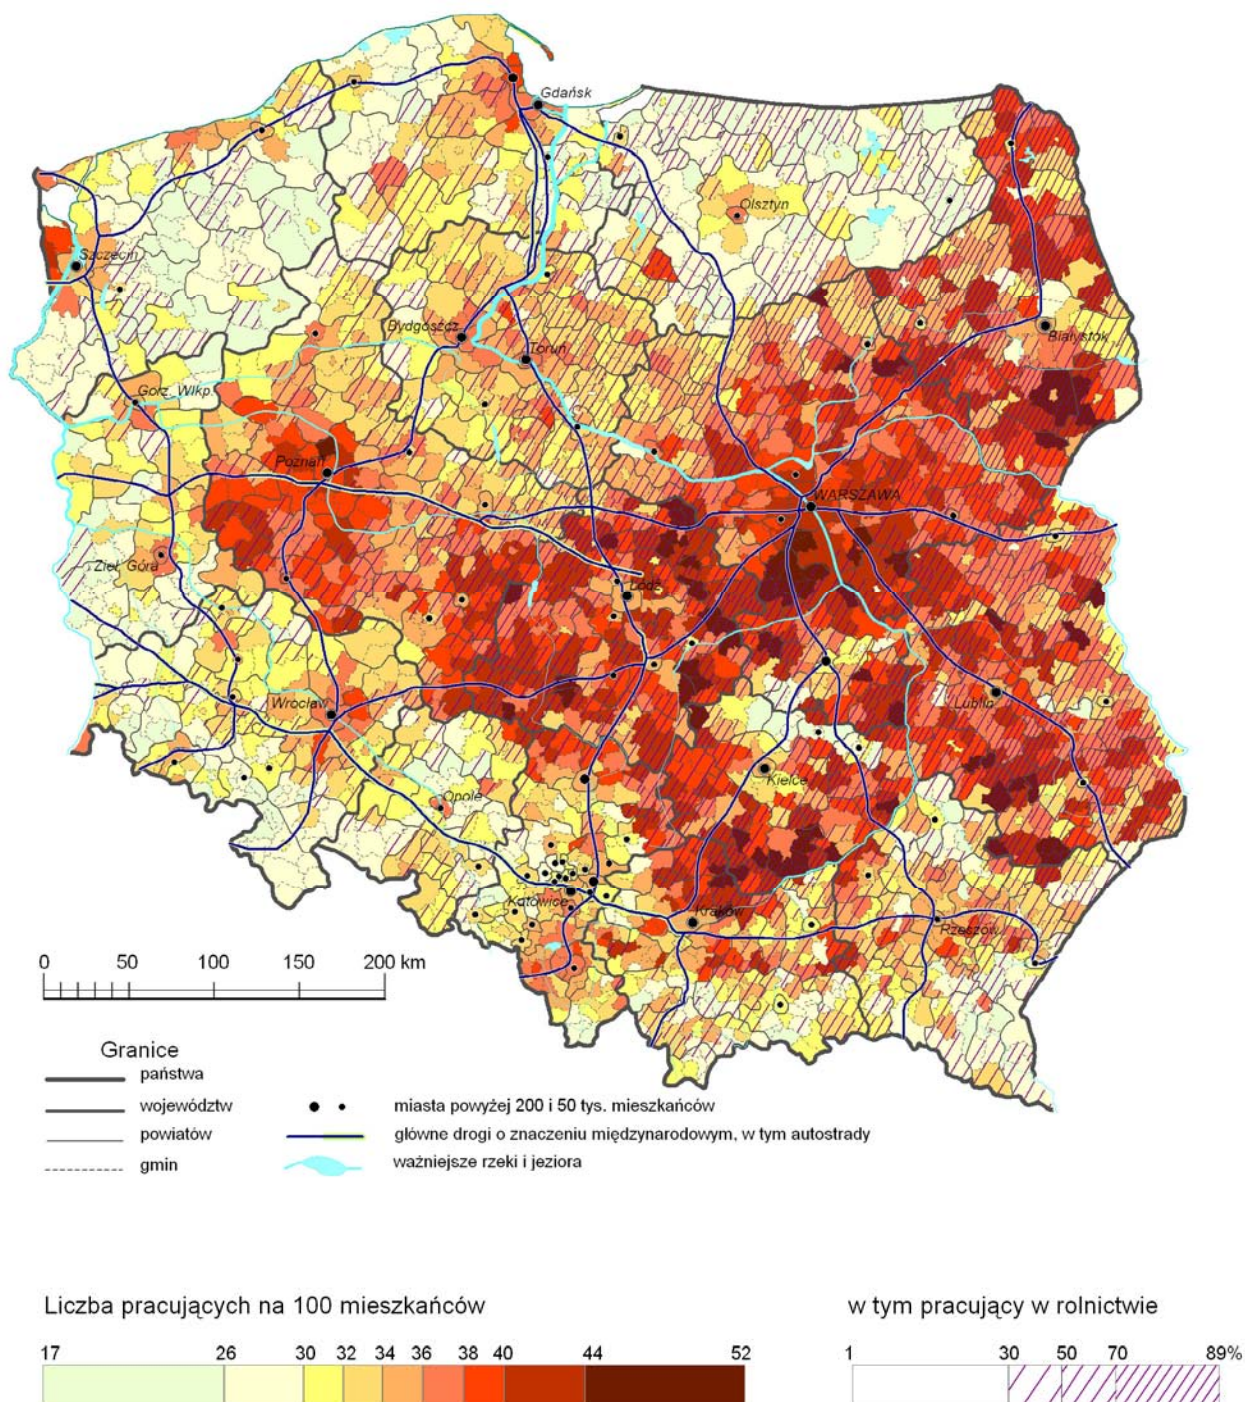 Gdańsk
Olsztyn
Szczecin
Bydgoszcz
Białystok
Toruń
Gorz. Wlkp.
Poznań
WARSZAWA
Ziel. Góra
Łódź
Lublin
Wrocław
Kielce
Opole
Katowice
Kraków
Rzeszów
0 50 100 150 200 km
Granice
państwa
województw
powiatów
gmin
miasta powyżej 200 i 50 tys. mieszkańców
główne drogi o znaczeniu międzynarodowym, w tym autostrady
ważniejsze rzeki i jeziora
Liczba pracujących na 100 mieszkańców
17 26 30 32 34 36 38 40 44 52
w tym pracujący w rolnictwie
1 30 50 70 89%